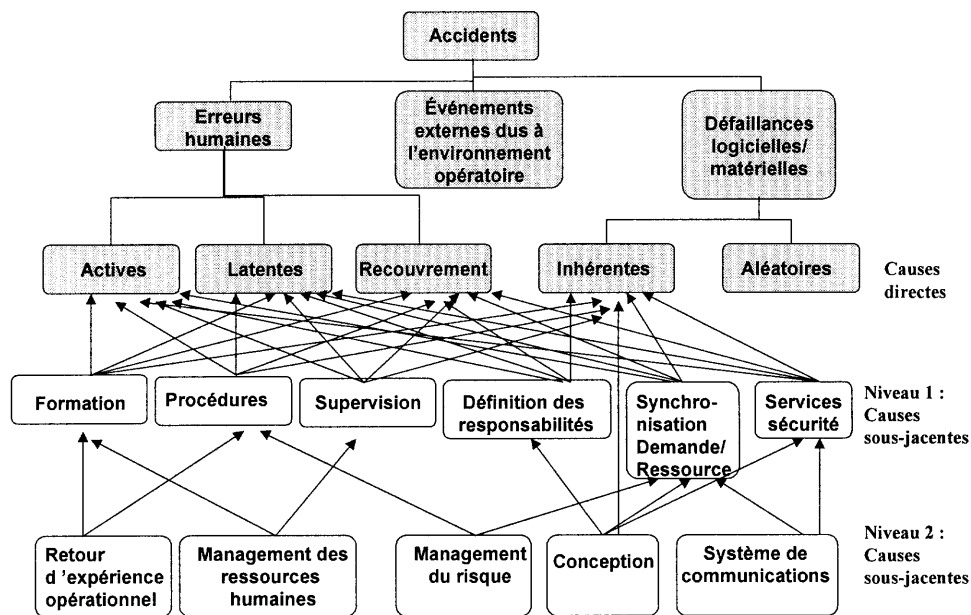 Accidents
Erreurs
humaines
Événements
externes dus à
l'environnement
opératoire
Défaillances
logicielles/
matérielles
Actives
Latentes
Recouvrement
Inhérentes
Aléatoires
Causes
directes
Formation
Procédures
Supervision
Définition des
responsabilités
Synchro-
nisation
Demande/
Ressource
Services
sécurité
Niveau 1 :
Causes
sous-jacentes
Retour
d 'expérience
opérationnel
Management des
ressources
humaines
Management
du risque
Conception
Système de
communications
Niveau 2 :
Causes
sous-jacentes